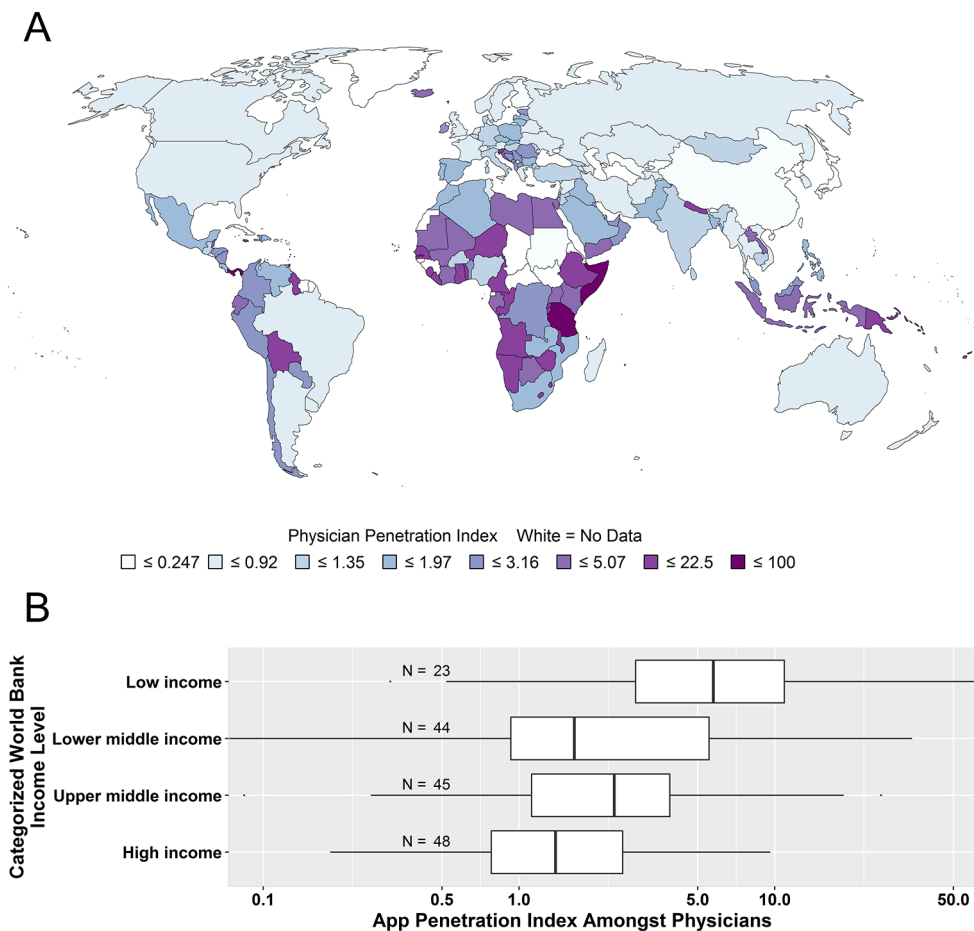 A
Physician Penetration Index White = No Data
≤ 0.247 ≤ 0.92 ≤ 1.35 ≤ 1.97 ≤ 3.16 ≤ 5.07 ≤ 22.5 ≤ 100
B
Categorized World Bank
Income Level
Low income
N = 23
Lower middle income
N = 44
Upper middle income
N = 45
High income
N = 48
0.1 0.5 1.0 5.0 10.0 50.0
App Penetration Index Amongst Physicians